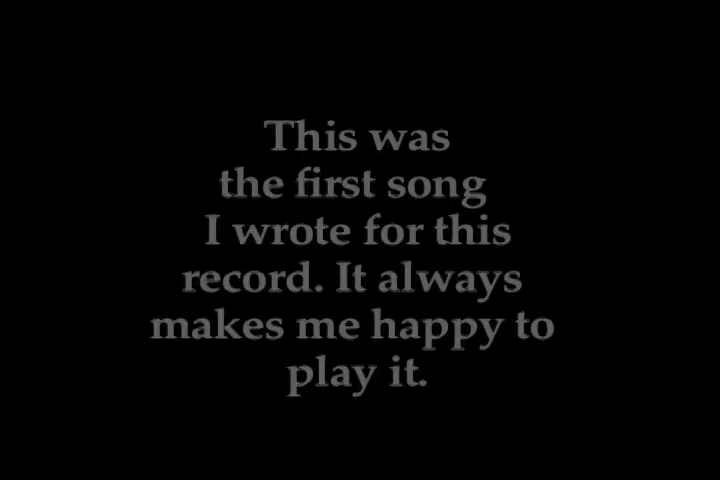 This was
the first song
I wrote for this
record. It always
makes me happy to
play it.